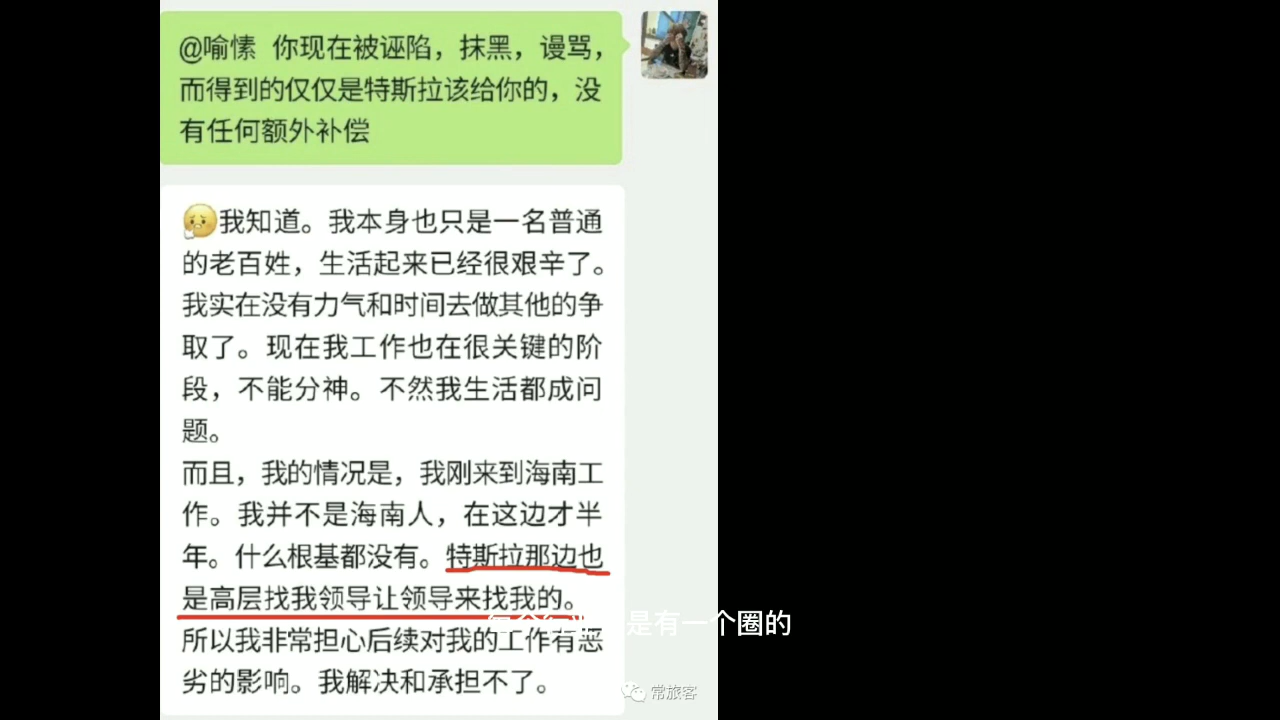 @喻愫 你现在被诬陷，抹黑，谩骂，
而得到的仅仅是特斯拉该给你的，没
有任何额外补偿
我知道。我本身也只是一名普通
的老百姓，生活起来已经很艰辛了。
我实在没有力气和时间去做其他的争
取了。现在我工作也在很关键的阶
段，不能分神。不然我生活都成问
题。
而且，我的情况是，我刚来到海南工
作。我并不是海南人，在这边才半
年。什么根基都没有。特斯拉那边也
是高层找我领导让领导来找我的。
是有一个圈的
所以我非常担心后续对我的工作有恶
劣的影响。我解决和承担不了。
常旅客